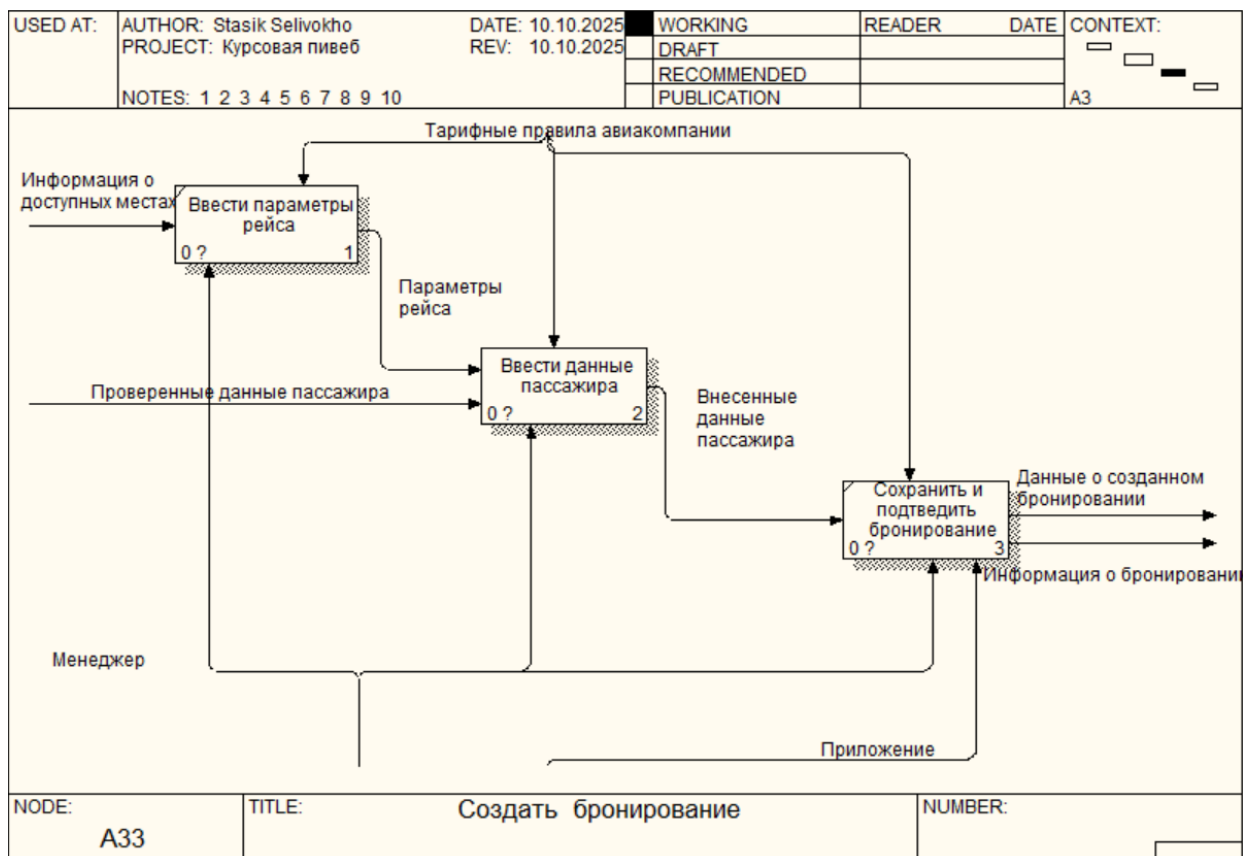 USED AT:
AUTHOR: Stasik Selivokho
DATE: 10.10.2025
PROJECT: Курсовая пивеб
REV: 10.10.2025
NOTES: 1 2 3 4 5 6 7 8 9 10
WORKING
DRAFT
RECOMMENDED
PUBLICATION
READER
DATE
CONTEXT:
A3
Тарифные правила авиакомпании
Информация о
доступных местах
Ввести параметры
рейса
0 ?
1
Параметры
рейса
Проверенные данные пассажира
Ввести данные
пассажира
0 ?
2
Внесенные
данные
пассажира
Сохранить и
подтведить
бронирование
0 ?
3
Данные о созданном
бронировании
Информация о бронировании
Менеджер
Приложение
NODE:
A33
TITLE:
Создать бронирование
NUMBER: